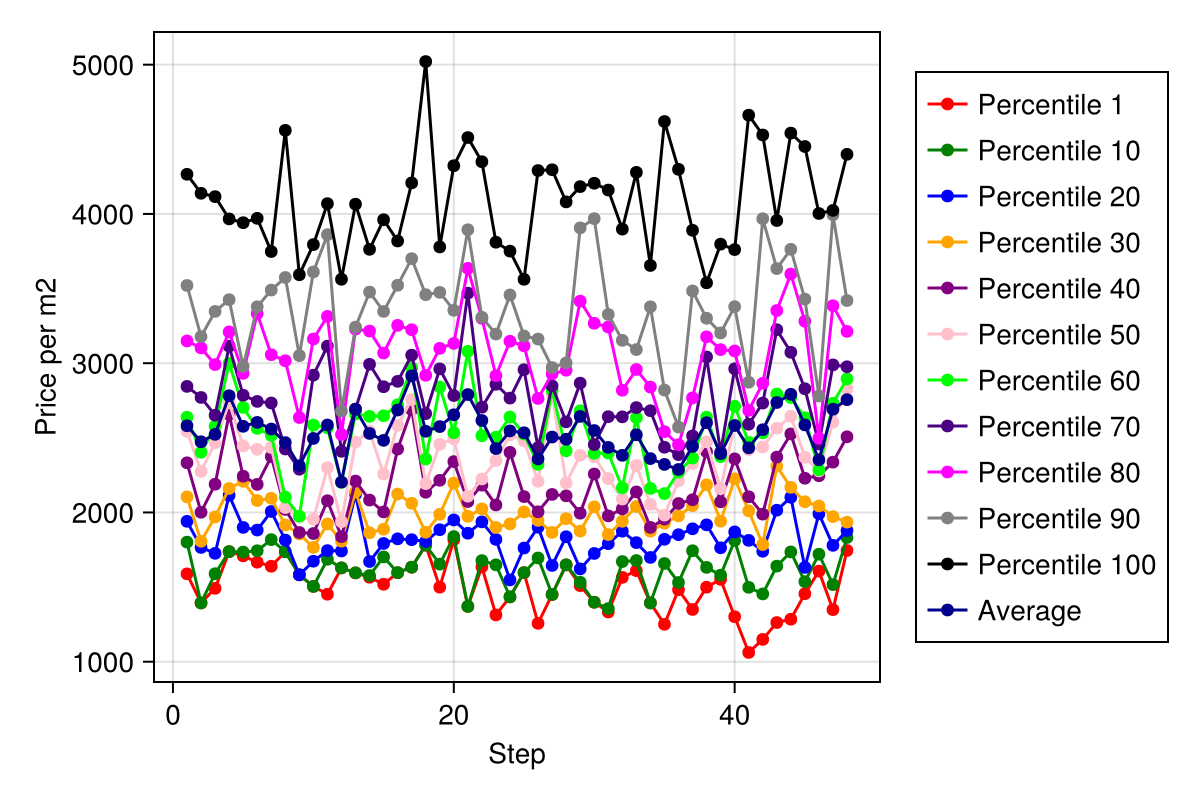 5000
4000
3000
2000
1000
Price per m2
0
20
40
Step
Percentile 1
Percentile 10
Percentile 20
Percentile 30
Percentile 40
Percentile 50
Percentile 60
Percentile 70
Percentile 80
Percentile 90
Percentile 100
Average